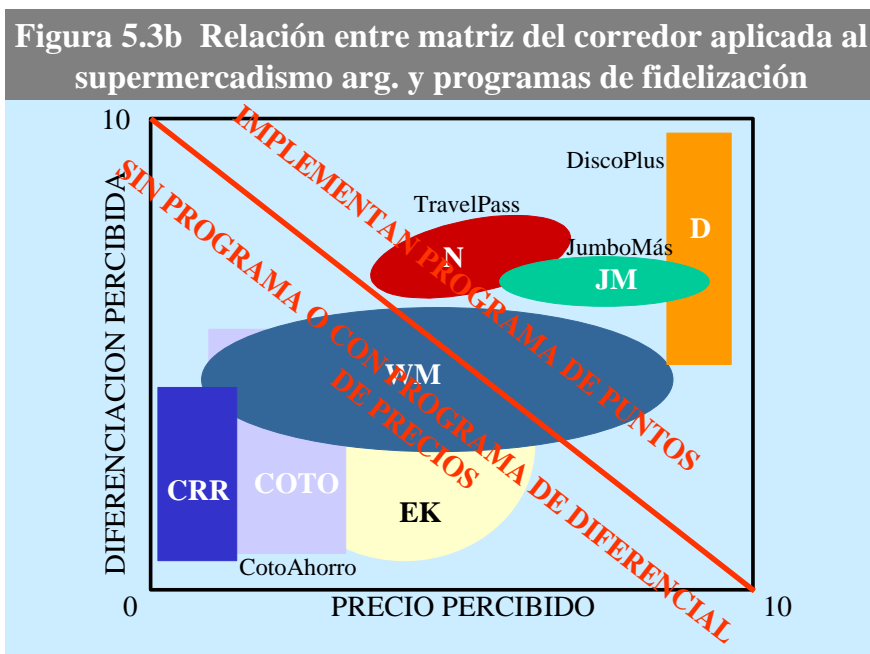 Figura 5.3b Relación entre matriz del corredor aplicada al
supermercadismo arg. y programas de fidelización
10
DIFERENCIACION PERCIBIDA
IMPLEMENTAN PROGRAMA DE PUNTOS
SIN PROGRAMA O CON PROGRAMA DE DIFERENCIAL
DE PRECIOS
DiscoPlus
D
TravelPass
N
JumboMás
JM
WM
CRR
COTO
EK
CotoAhorro
0
PRECIO PERCIBIDO
10